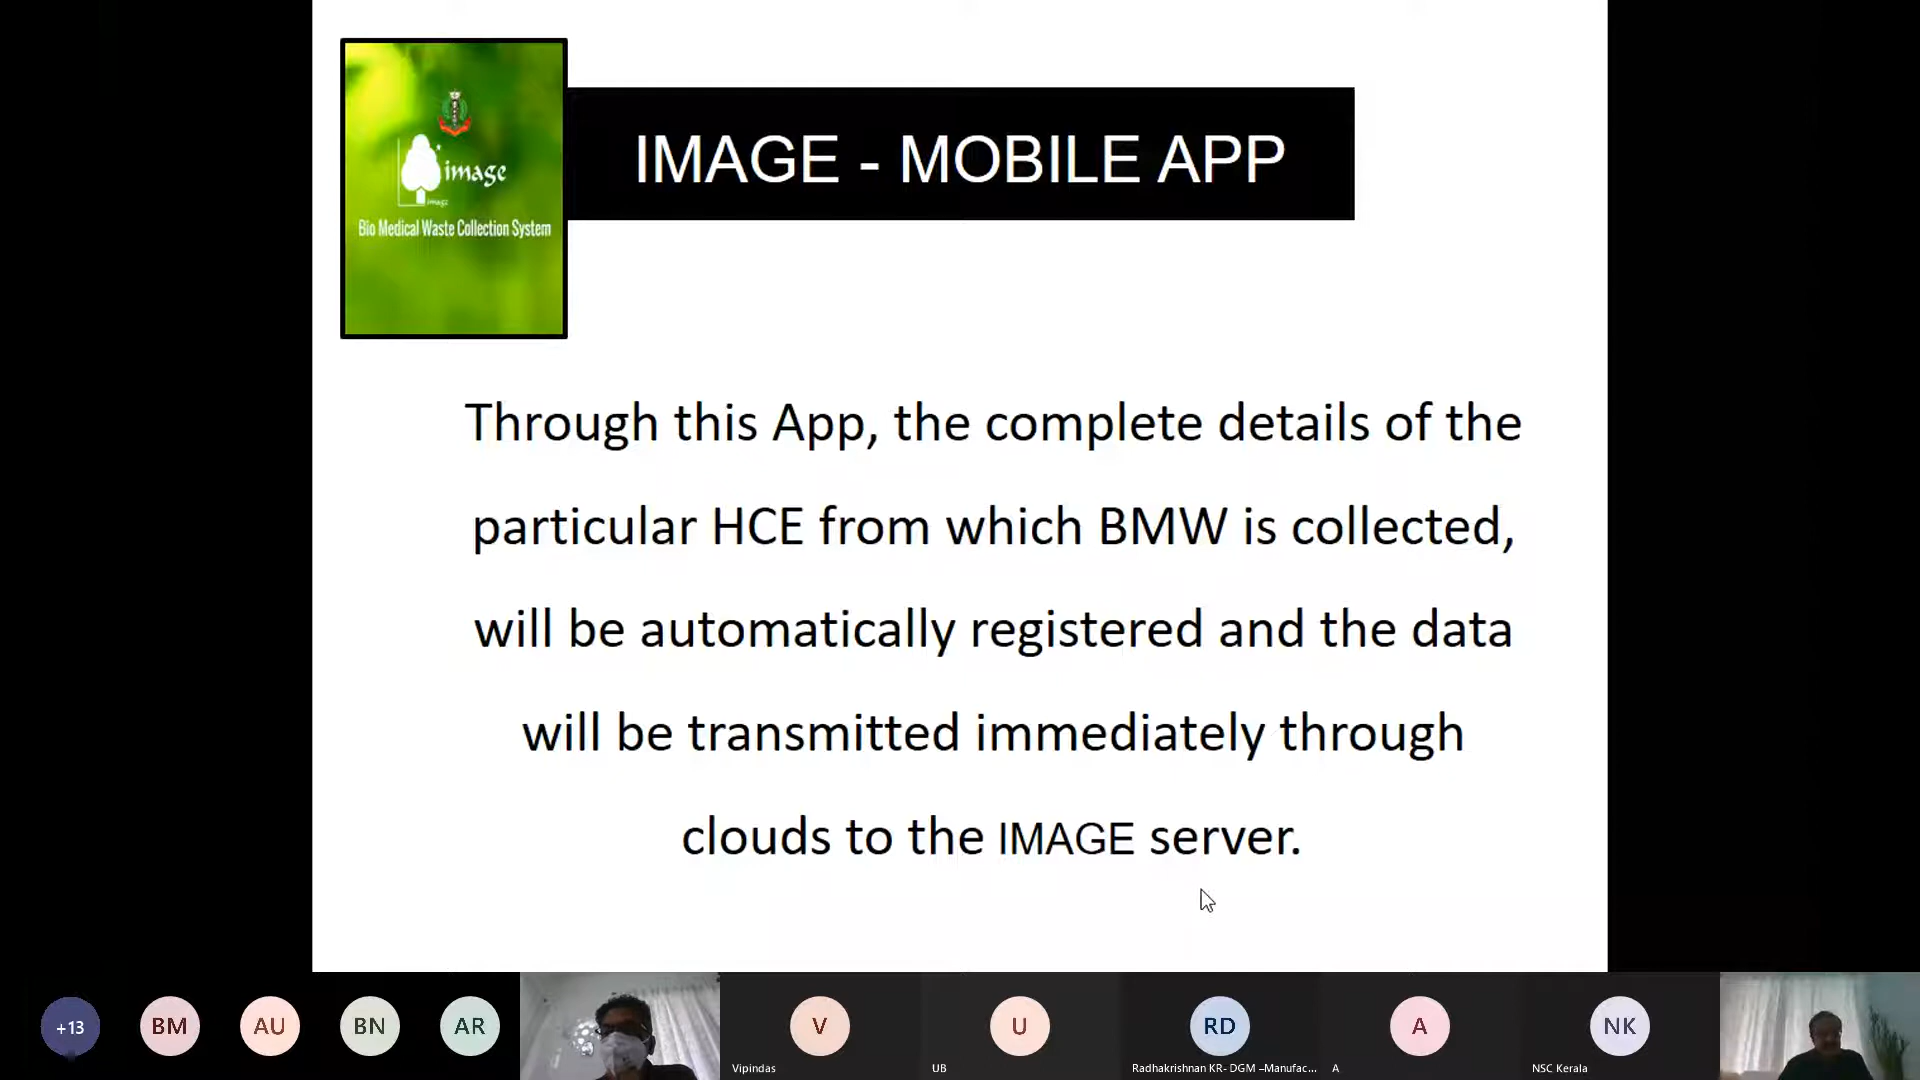 image
image
Bio Medical Waste Collection System
IMAGE - MOBILE APP
Through this App, the complete details of the
particular HCE from which BMW is collected,
will be automatically registered and the data
will be transmitted immediately through
clouds to the IMAGE server.
+13
BM
AU
BN
AR
V
U
RD
A
NK
Vipindas
UB
Radhakrishnan KR- DGM –Manufac...
A
NSC Kerala